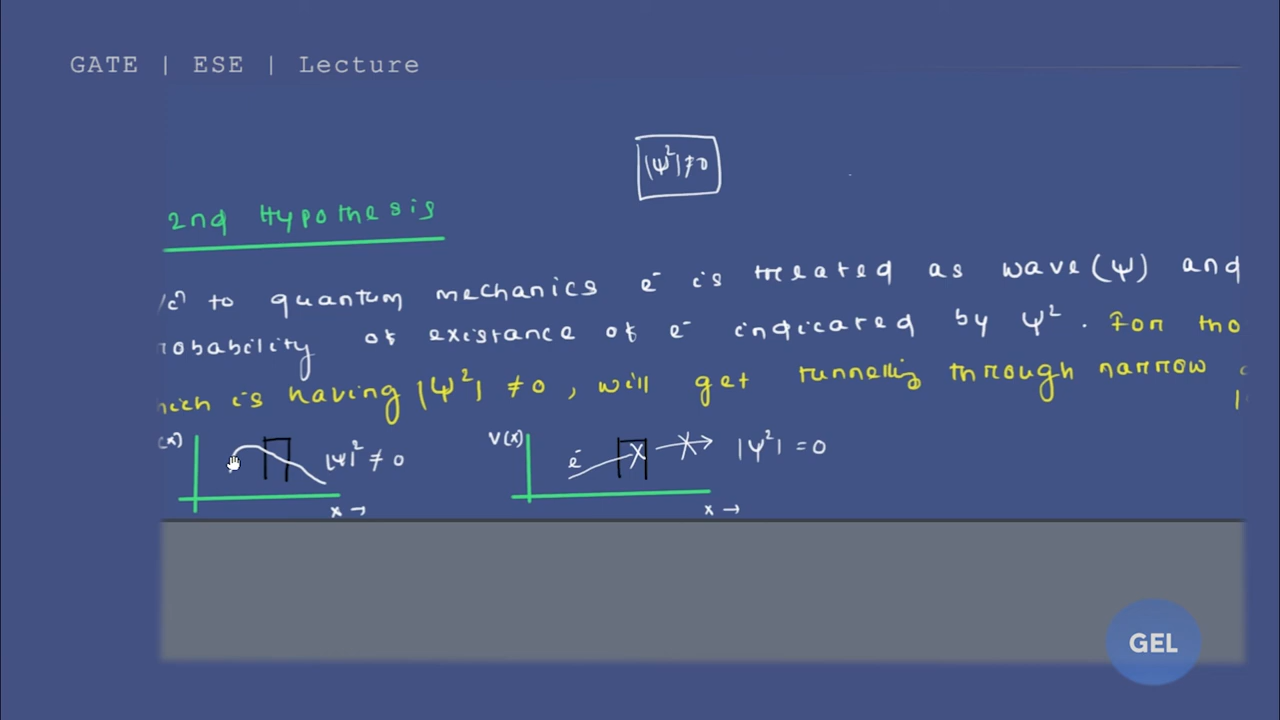 GATE | ESE | Lecture
|ψ²|≠0
2nd Hypothesis
to quantum mechanics e⁻ is treated as wave(ψ) and
robability of existance of e⁻ indicated by ψ². For tho
hich is having |ψ²| ≠ 0, will get tunnelling through narrow
(x) |ψ|² ≠ 0 V(x) e⁻ |ψ²| = 0
x → x →
GEL